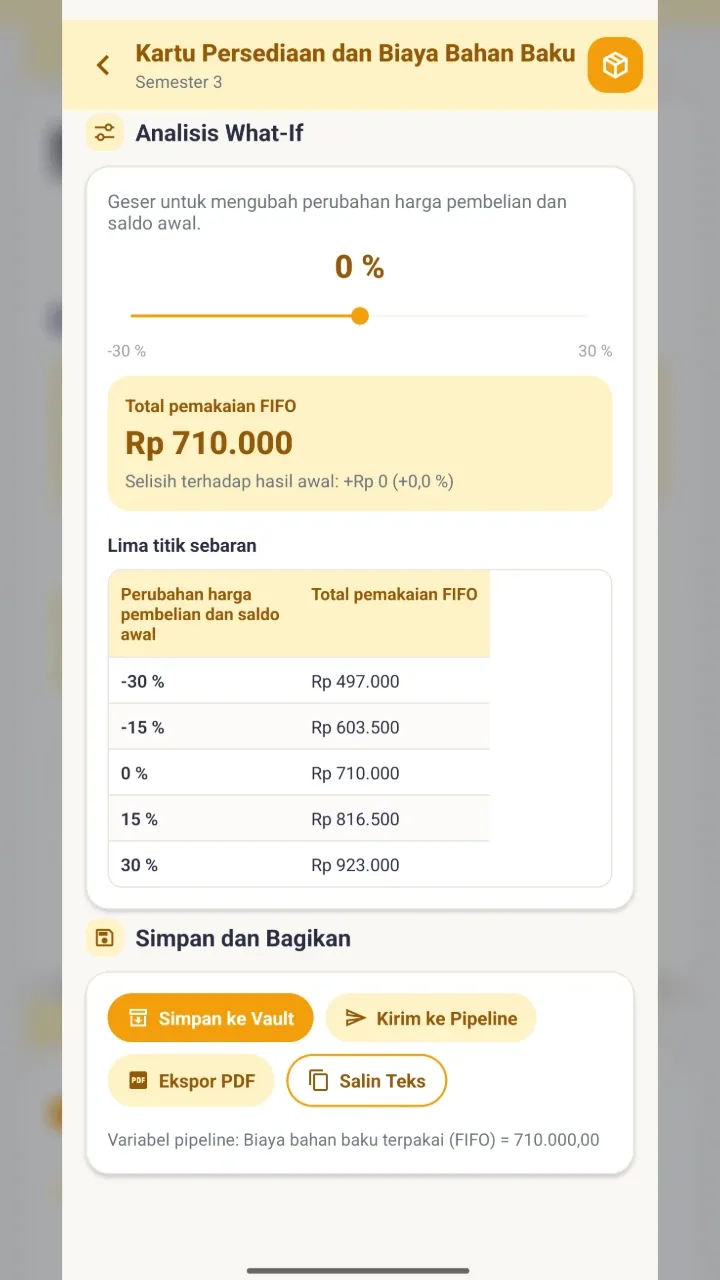 Kartu Persediaan dan Biaya Bahan Baku
Semester 3
Analisis What-If
Geser untuk mengubah perubahan harga pembelian dan
saldo awal.
0 %
-30 %
30 %
Total pemakaian FIFO
Rp 710.000
Selisih terhadap hasil awal: +Rp 0 (+0,0 %)
Lima titik sebaran
Perubahan harga
pembelian dan saldo
awal
Total pemakaian FIFO
-30 %
Rp 497.000
-15 %
Rp 603.500
0 %
Rp 710.000
15 %
Rp 816.500
30 %
Rp 923.000
Simpan dan Bagikan
Simpan ke Vault
Kirim ke Pipeline
PDF
Ekspor PDF
Salin Teks
Variabel pipeline: Biaya bahan baku terpakai (FIFO) = 710.000,00